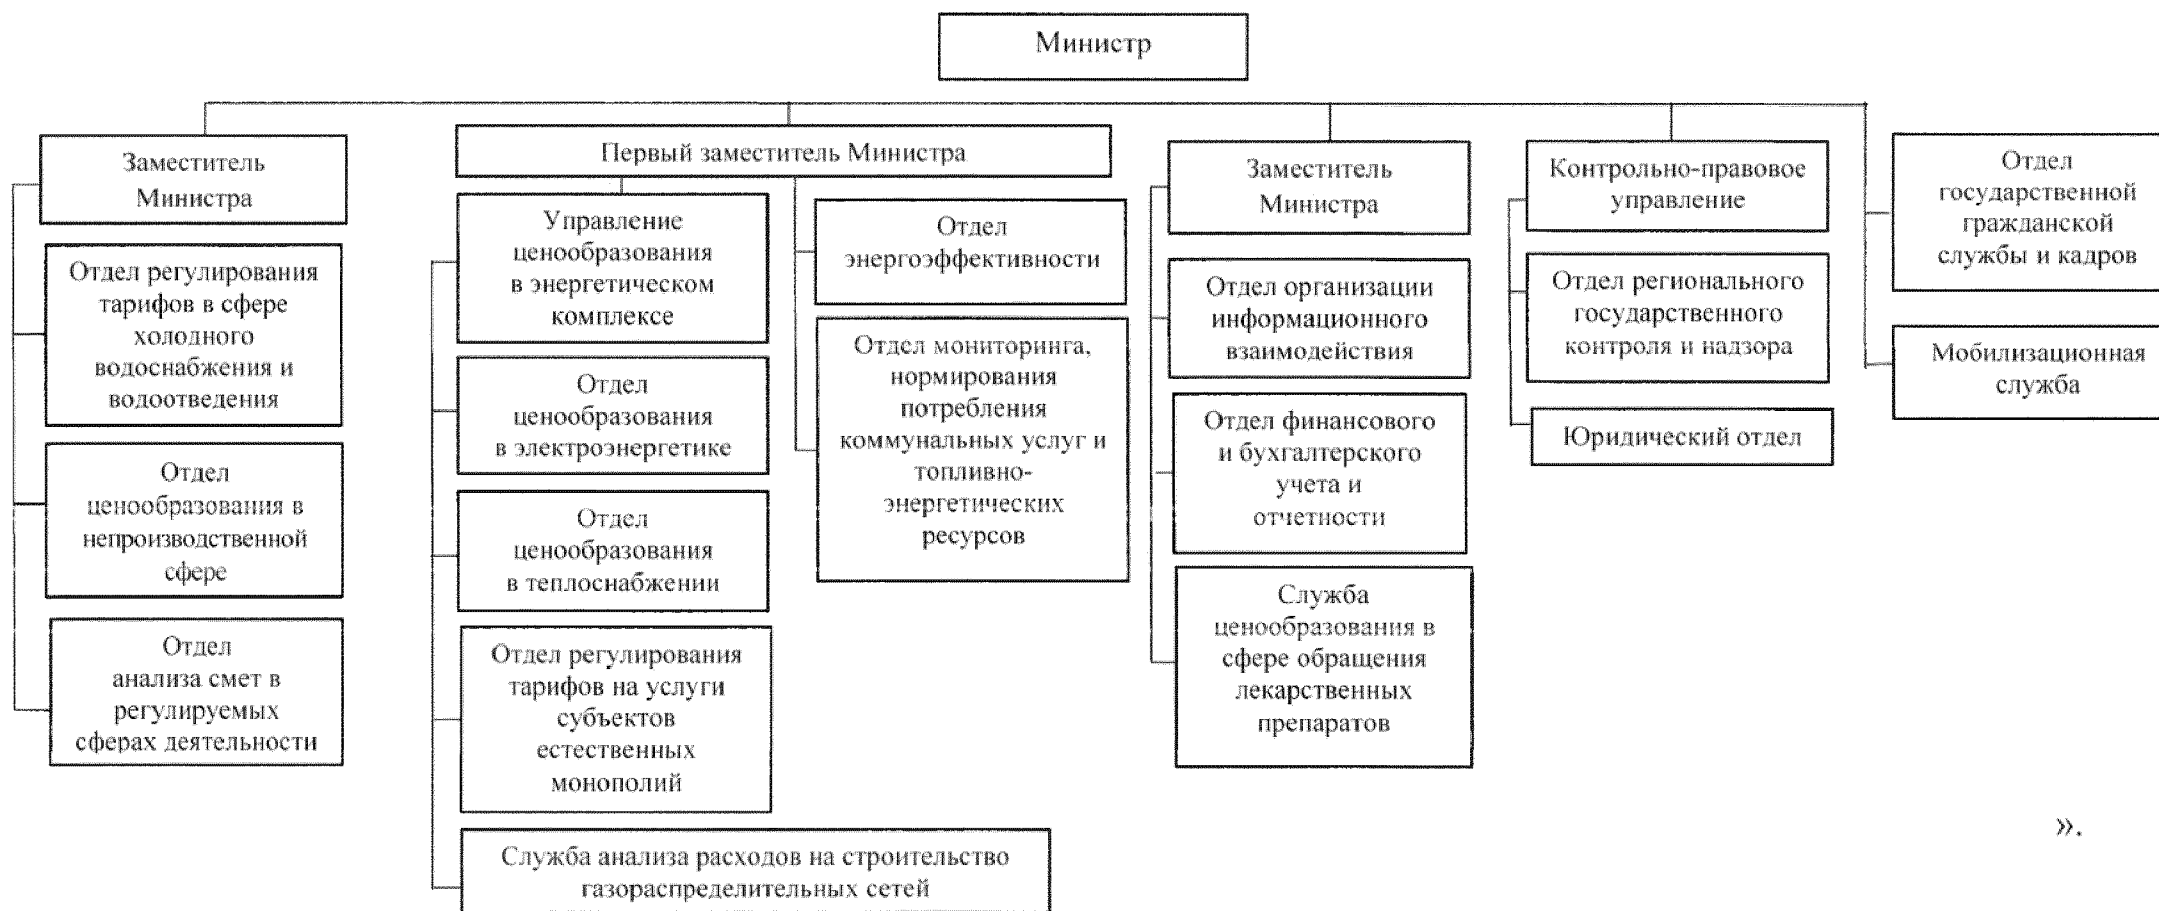 Министр
Заместитель
Министра
Отдел регулирования
тарифов в сфере
холодного
водоснабжения и
водоотведения
Отдел
ценообразования в
непроизводственной
сфере
Отдел
анализа смет в
регулируемых
сферах деятельности
Первый заместитель Министра
Управление
ценообразования
в энергетическом
комплексе
Отдел
ценообразования
в электроэнергетике
Отдел
ценообразования
в теплоснабжении
Отдел регулирования
тарифов на услуги
субъектов
естественных
монополий
Служба анализа расходов на строительство
газораспределительных сетей
Отдел
энергоэффективности
Отдел мониторинга,
нормирования
потребления
коммунальных услуг и
топливно-
энергетических
ресурсов
Заместитель
Министра
Отдел организации
информационного
взаимодействия
Отдел финансового
и бухгалтерского
учета и
отчетности
Служба
ценообразования в
сфере обращения
лекарственных
препаратов
Контрольно-правовое
управление
Отдел регионального
государственного
контроля и надзора
Юридический отдел
Отдел
государственной
гражданской
службы и кадров
Мобилизационная
служба
».